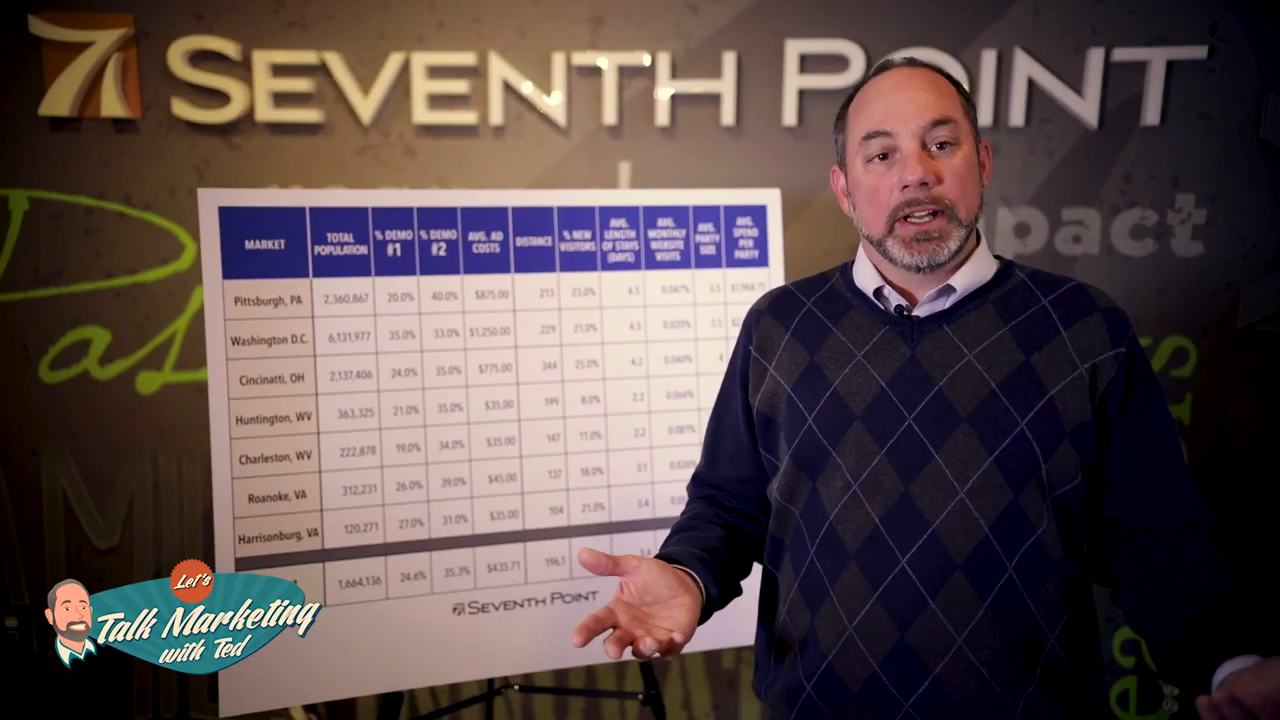 7 SEVENTH POINT
pact
MARKET TOTAL POPULATION % DEMO #1 % DEMO #2 AVG. AD COSTS DISTANCE % NEW VISITORS AVG. LENGTH OF STAYS (DAYS) AVG. MONTHLY WEBSITE VISITS AVG. PARTY SIZE AVG. SPEND PER PARTY
Pittsburgh, PA 2,360,867 20.0% 40.0% $875.00 213 23.0% 4.5 0.047% 3.5
Washington D.C. 6,131,977 35.0% 33.0% $1,250.00 229 21.0% 4.5 3.5
Cincinatti, OH 2,137,406 24.0% 35.0% $775.00 344 25.0% 4.2 0.040% 4
Huntington, WV 363,325 21.0% 35.0% $35.00 199 8.0% 2.2
Charleston, WV 222,878 19.0% 34.0% $35.00 147 11.0% 2.2
Roanoke, VA 312,231 26.0% 39.0% $45.00 137 18.0% 3.1
Harrisonburg, VA 120,271 27.0% 31.0% $35.00 104 21.0% 3.4
1,664,136 24.6% 35.3% $435.71 196.1 3.4
7 SEVENTH POINT
Let's
Talk Marketing
with Ted